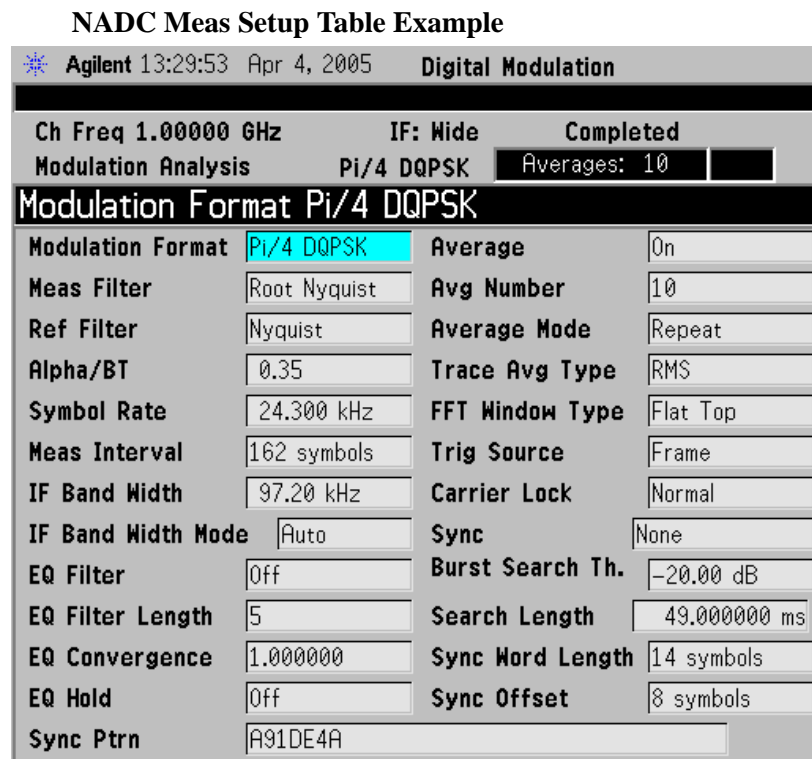 NADC Meas Setup Table Example
Agilent 13:29:53 Apr 4, 2005 Digital Modulation
Ch Freq 1.00000 GHz IF: Wide Completed
Modulation Analysis Pi/4 DQPSK Averages: 10
Modulation Format Pi/4 DQPSK
Modulation Format Pi/4 DQPSK Average On
Meas Filter Root Nyquist Avg Number 10
Ref Filter Nyquist Average Mode Repeat
Alpha/BT 0.35 Trace Avg Type RMS
Symbol Rate 24.300 kHz FFT Window Type Flat Top
Meas Interval 162 symbols Trig Source Frame
IF Band Width 97.20 kHz Carrier Lock Normal
IF Band Width Mode Auto Sync None
EQ Filter Off Burst Search Th. -20.00 dB
EQ Filter Length 5 Search Length 49.000000 ms
EQ Convergence 1.000000 Sync Word Length 14 symbols
EQ Hold Off Sync Offset 8 symbols
Sync Ptrn A91DE4A